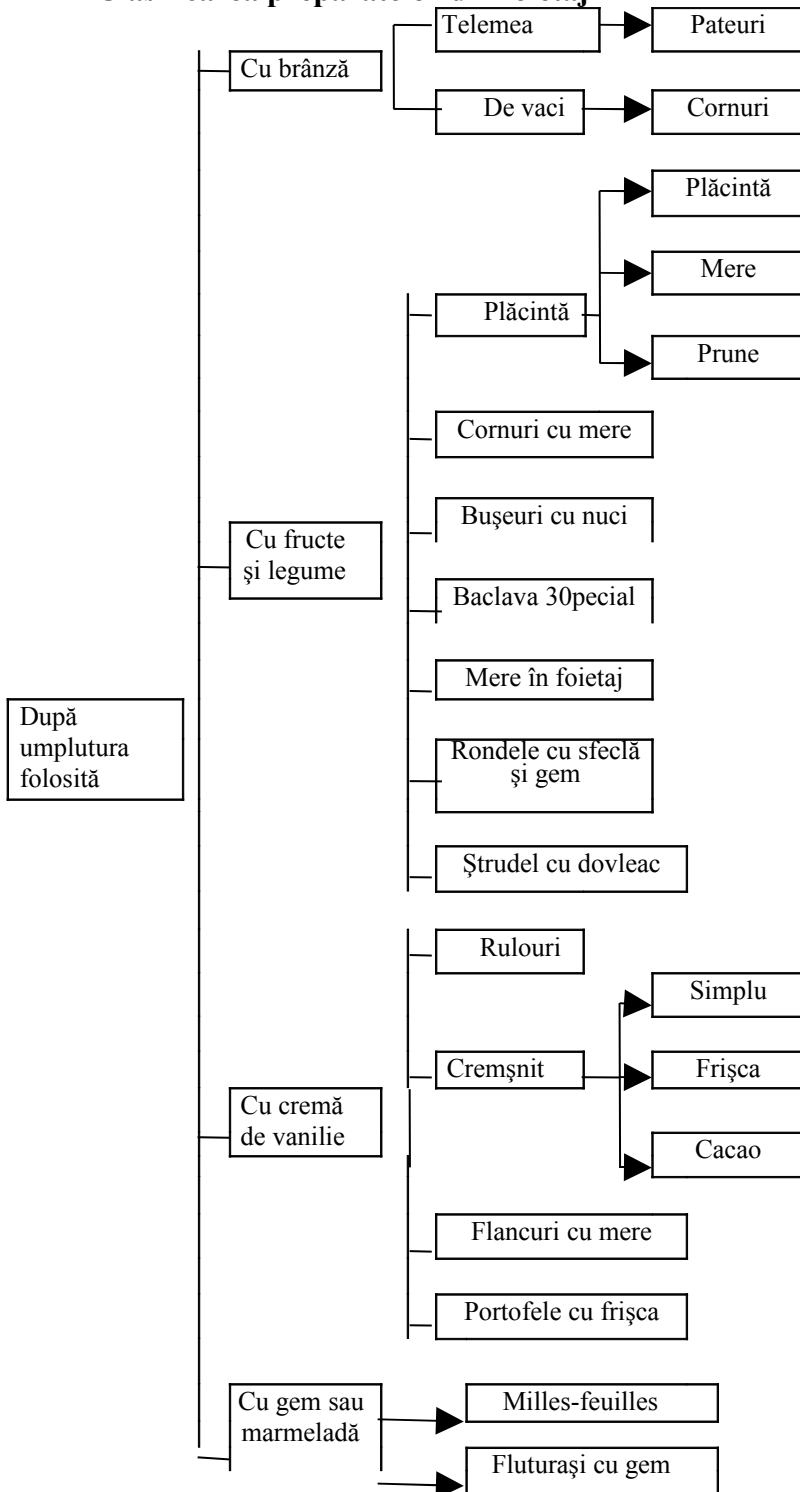 Telemea
Pateuri
Cu brânză
De vaci
Cornuri
Plăcintă
Mere
Plăcintă
Prune
Cornuri cu mere
Buşeuri cu nuci
Cu fructe
şi legume
Baclava 30pecial
Mere în foietaj
După
umplutura
folosită
Rondele cu sfeclă
şi gem
Ştrudel cu dovleac
Rulouri
Simplu
Cremşnit
Frişca
Cu cremă
de vanilie
Cacao
Flancuri cu mere
Portofele cu frişca
Cu gem sau
marmeladă
Milles-feuilles
Fluturaşi cu gem